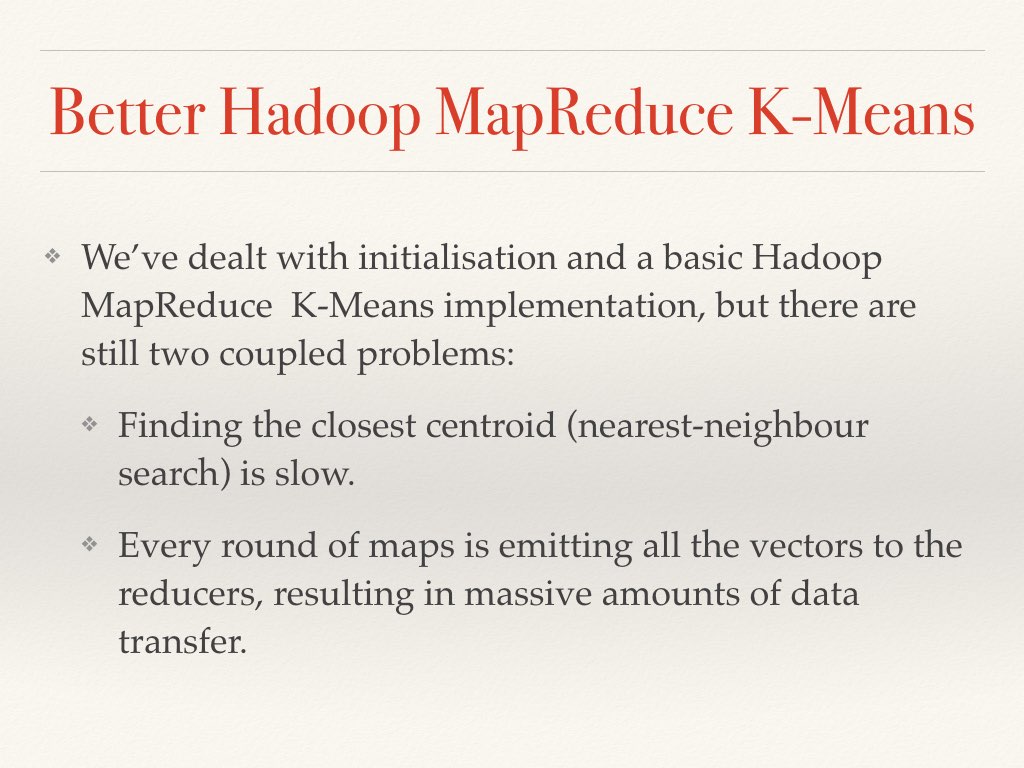 Better Hadoop MapReduce K-Means
❖ We’ve dealt with initialisation and a basic Hadoop
MapReduce  K-Means implementation, but there are
still two coupled problems:
❖ Finding the closest centroid (nearest-neighbour
search) is slow.
❖ Every round of maps is emitting all the vectors to the
reducers, resulting in massive amounts of data
transfer.